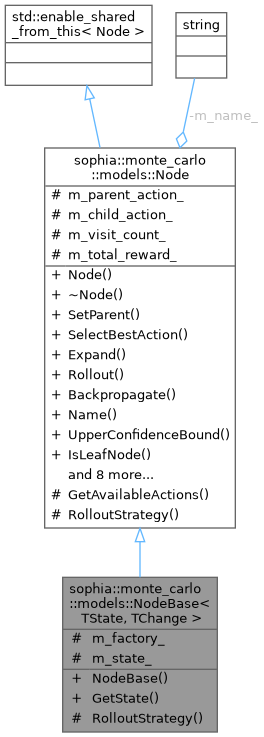 std::enable_shared
_from_this< Node >
string
-m_name_
sophia::monte_carlo
::models::Node
# m_parent_action_
# m_child_action_
# m_visit_count_
# m_total_reward_
+ Node()
+ ~Node()
+ SetParent()
+ SelectBestAction()
+ Expand()
+ Rollout()
+ Backpropagate()
+ Name()
+ UpperConfidenceBound()
+ IsLeafNode()
and 8 more...
# GetAvailableActions()
# RolloutStrategy()
sophia::monte_carlo
::models::NodeBase<
TState, TChange >
# m_factory_
# m_state_
+ NodeBase()
+ GetState()
# RolloutStrategy()